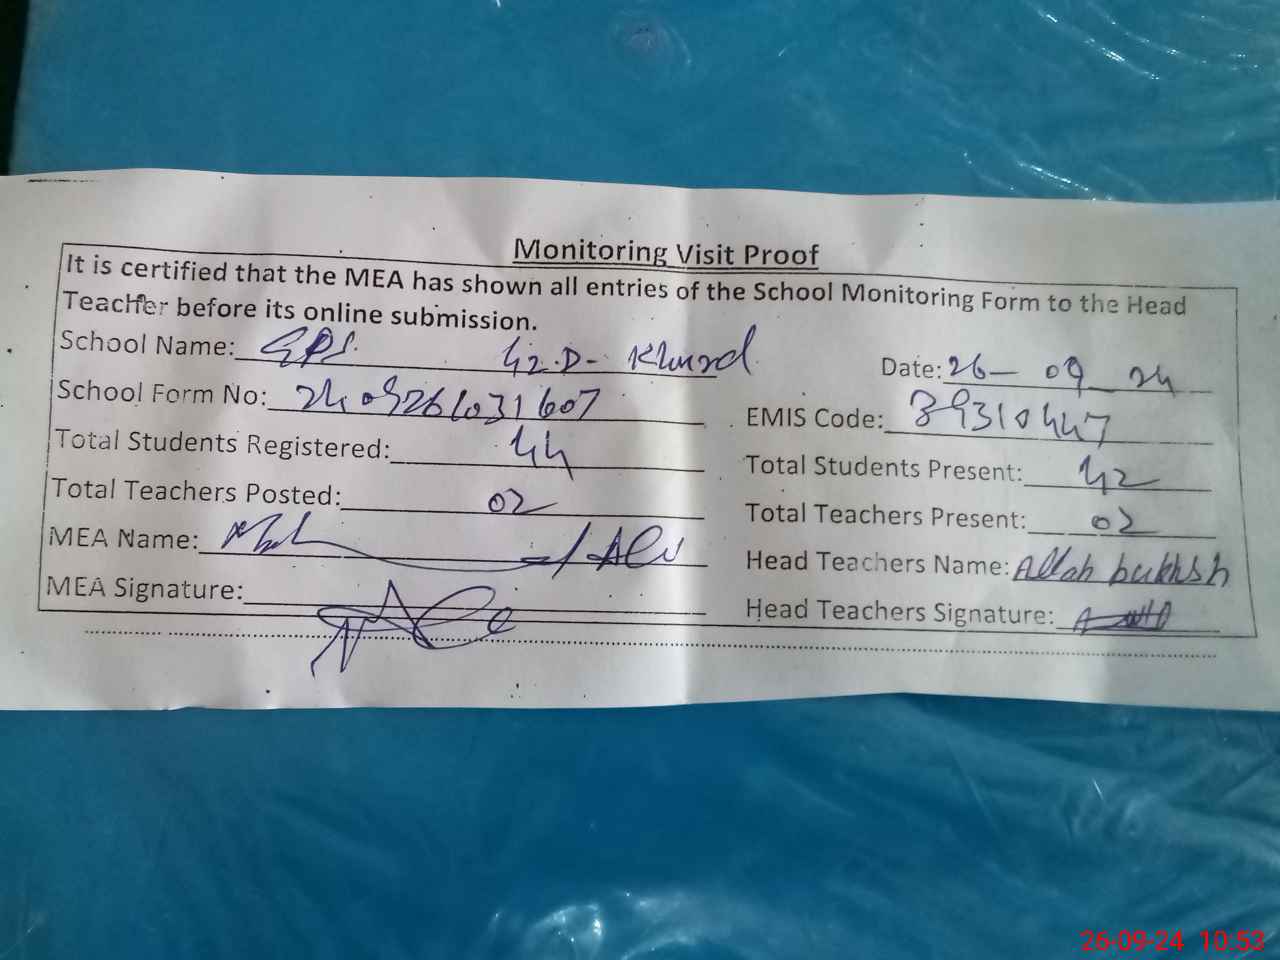 Monitoring Visit Proof
It is certified that the MEA has shown all entries of the School Monitoring Form to the Head
Teacher before its online submission.
School Name: GPS 42.D- Khurd Date: 26-09-24
School Form No: 2409261031607 EMIS Code: 39310447
Total Students Registered: 44 Total Students Present: 42
Total Teachers Posted: 02 Total Teachers Present: 02
MEA Name: Ali Head Teachers Name: Allah bukhsh
MEA Signature: Head Teachers Signature:
26-09-24 10:53